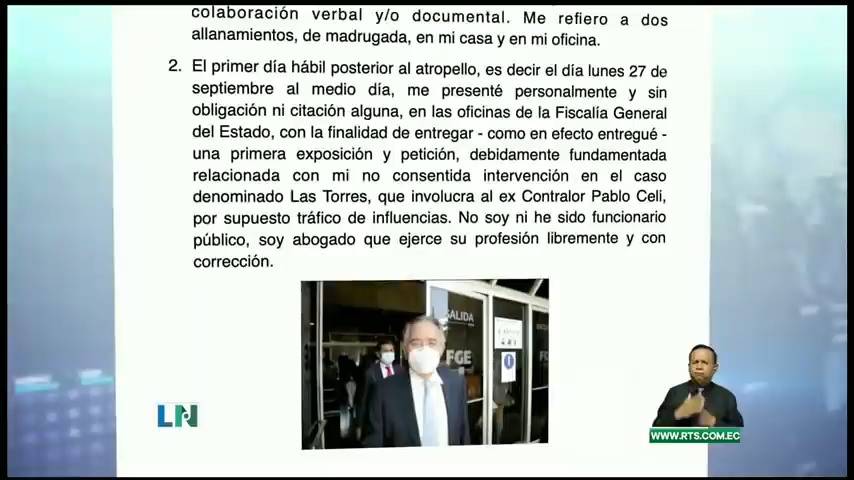 colaboración verbal y/o documental. Me refiero a dos
allanamientos, de madrugada, en mi casa y en mi oficina.
2. El primer día hábil posterior al atropello, es decir el día lunes 27 de
septiembre al medio día, me presenté personalmente y sin
obligación ni citación alguna, en las oficinas de la Fiscalía General
del Estado, con la finalidad de entregar - como en efecto entregué -
una primera exposición y petición, debidamente fundamentada
relacionada con mi no consentida intervención en el caso
denominado Las Torres, que involucra al ex Contralor Pablo Celi,
por supuesto tráfico de influencias. No soy ni he sido funcionario
público, soy abogado que ejerce su profesión libremente y con
corrección.
SALIDA
FGE
LN
WWW.RTS.COM.EC